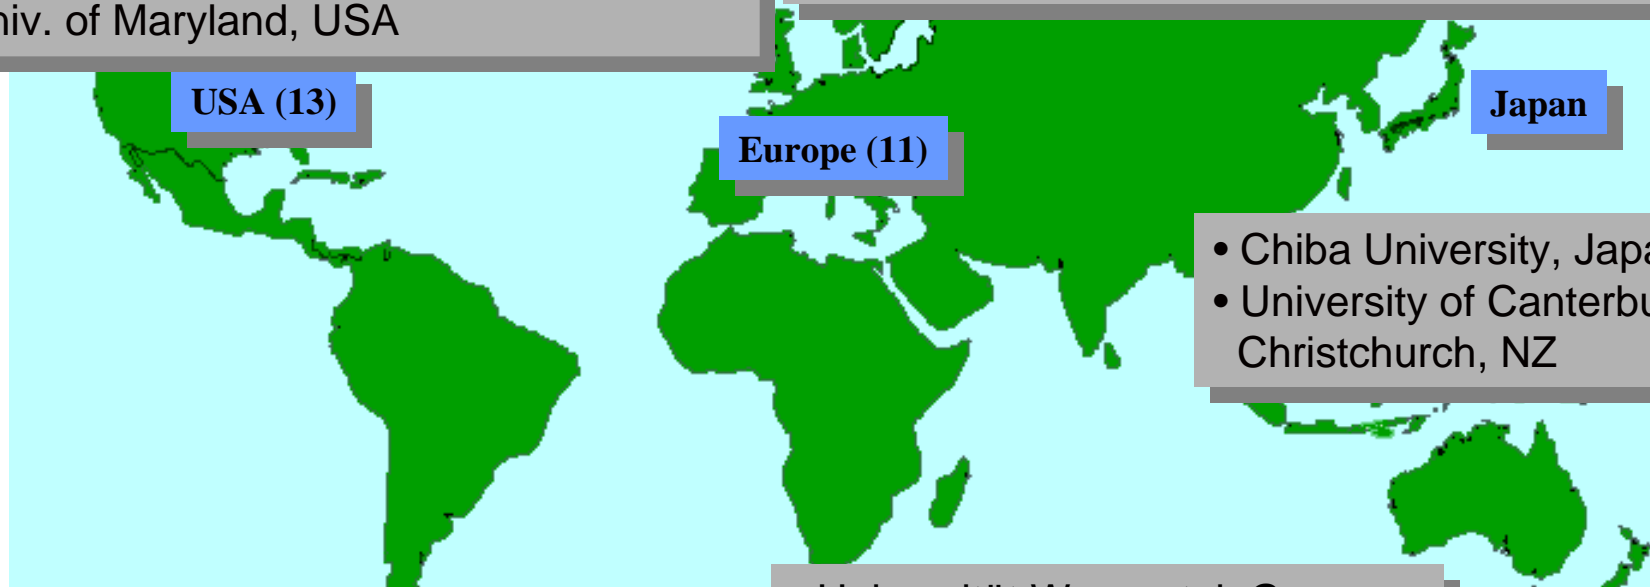 niv. of Maryland, USA
USA (13)
Japan
Europe (11)
• Chiba University, Japa
• University of Canterbu
Christchurch, NZ